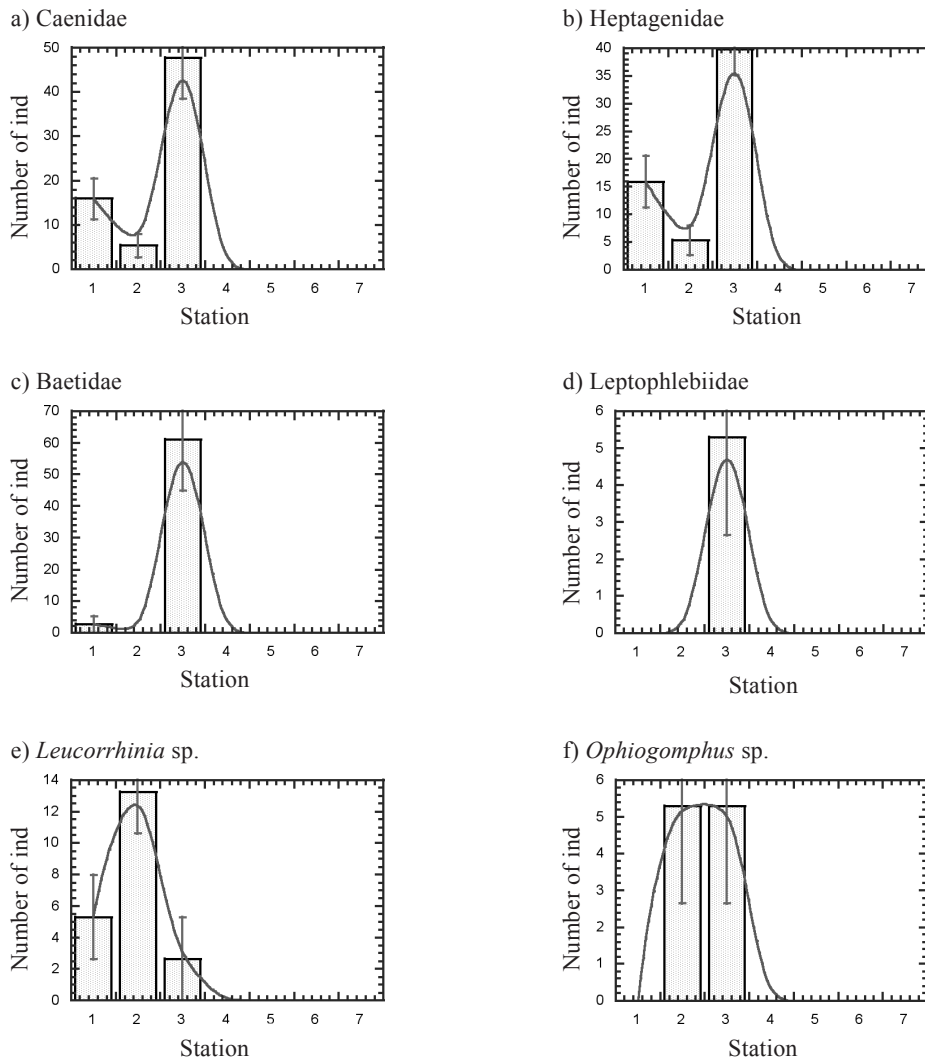 a) Caenidae
50
40
30
20
10
0
Number of ind
1 2 3 4 5 6 7
Station
b) Heptagenidae
40
35
30
25
20
15
10
5
0
Number of ind
1 2 3 4 5 6 7
Station
c) Baetidae
70
60
50
40
30
20
10
0
Number of ind
1 2 3 4 5 6 7
Station
d) Leptophlebiidae
6
5
4
3
2
1
0
Number of ind
1 2 3 4 5 6 7
Station
e) Leucorrhinia sp.
14
12
10
8
6
4
2
0
Number of ind
1 2 3 4 5 6 7
Station
f) Ophiogomphus sp.
6
5
4
3
2
1
0
Number of ind
1 2 3 4 5 6 7
Station